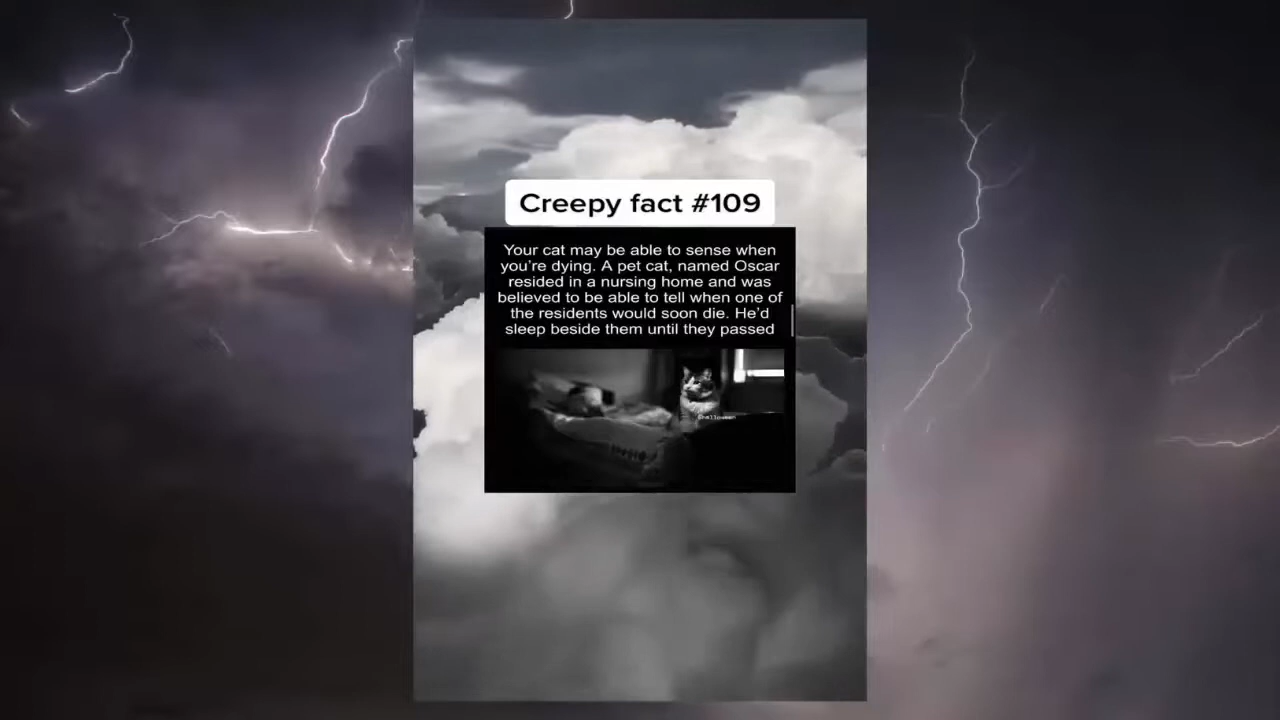 Creepy fact #109
Your cat may be able to sense when
you're dying. A pet cat, named Oscar
resided in a nursing home and was
believed to be able to tell when one of
the residents would soon die. He'd
sleep beside them until they passed